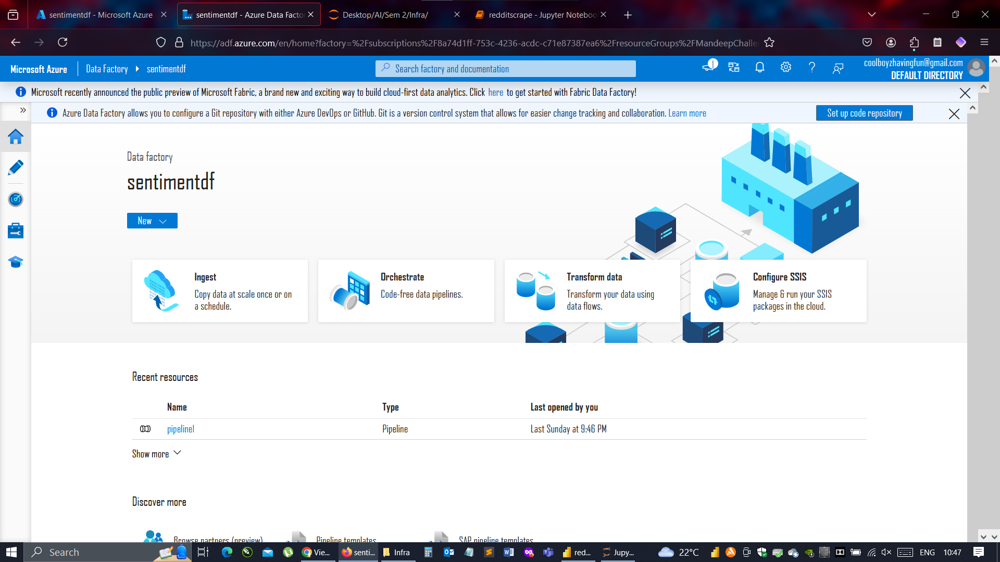 sentimentdf - Microsoft Azure
sentimentdf - Azure Data Facto
Desktop/AI/Sem 2/Infra/
redditscrape - Jupyter Notebo
https://adf.azure.com/en/home?factory=%2Fsubscriptions%2F8a74d1ff-753c-4236-acdc-c71e87387ea6%2FresourceGroups%2FMandeepChalle
Microsoft Azure
Data Factory
sentimentdf
Search factory and documentation
1
coolboyzhavingfun@gmail.com
DEFAULT DIRECTORY
Microsoft recently announced the public preview of Microsoft Fabric, a brand new and exciting way to build cloud-first data analytics. Click here to get started with Fabric Data Factory!
Azure Data Factory allows you to configure a Git repository with either Azure DevOps or GitHub. Git is a version control system that allows for easier change tracking and collaboration. Learn more
Set up code repository
Data factory
sentimentdf
New
Ingest
Copy data at scale once or on
a schedule.
Orchestrate
Code-free data pipelines.
Transform data
Transform your data using
data flows.
Configure SSIS
Manage & run your SSIS
packages in the cloud.
Recent resources
Name Type Last opened by you
pipeline1 Pipeline Last Sunday at 9:46 PM
Show more
Discover more
Browse partners (preview)
Pipeline templates
SAP pipeline templates
Search
Vie...
senti...
Infra
red...
Jupy...
22°C
ENG
10:47